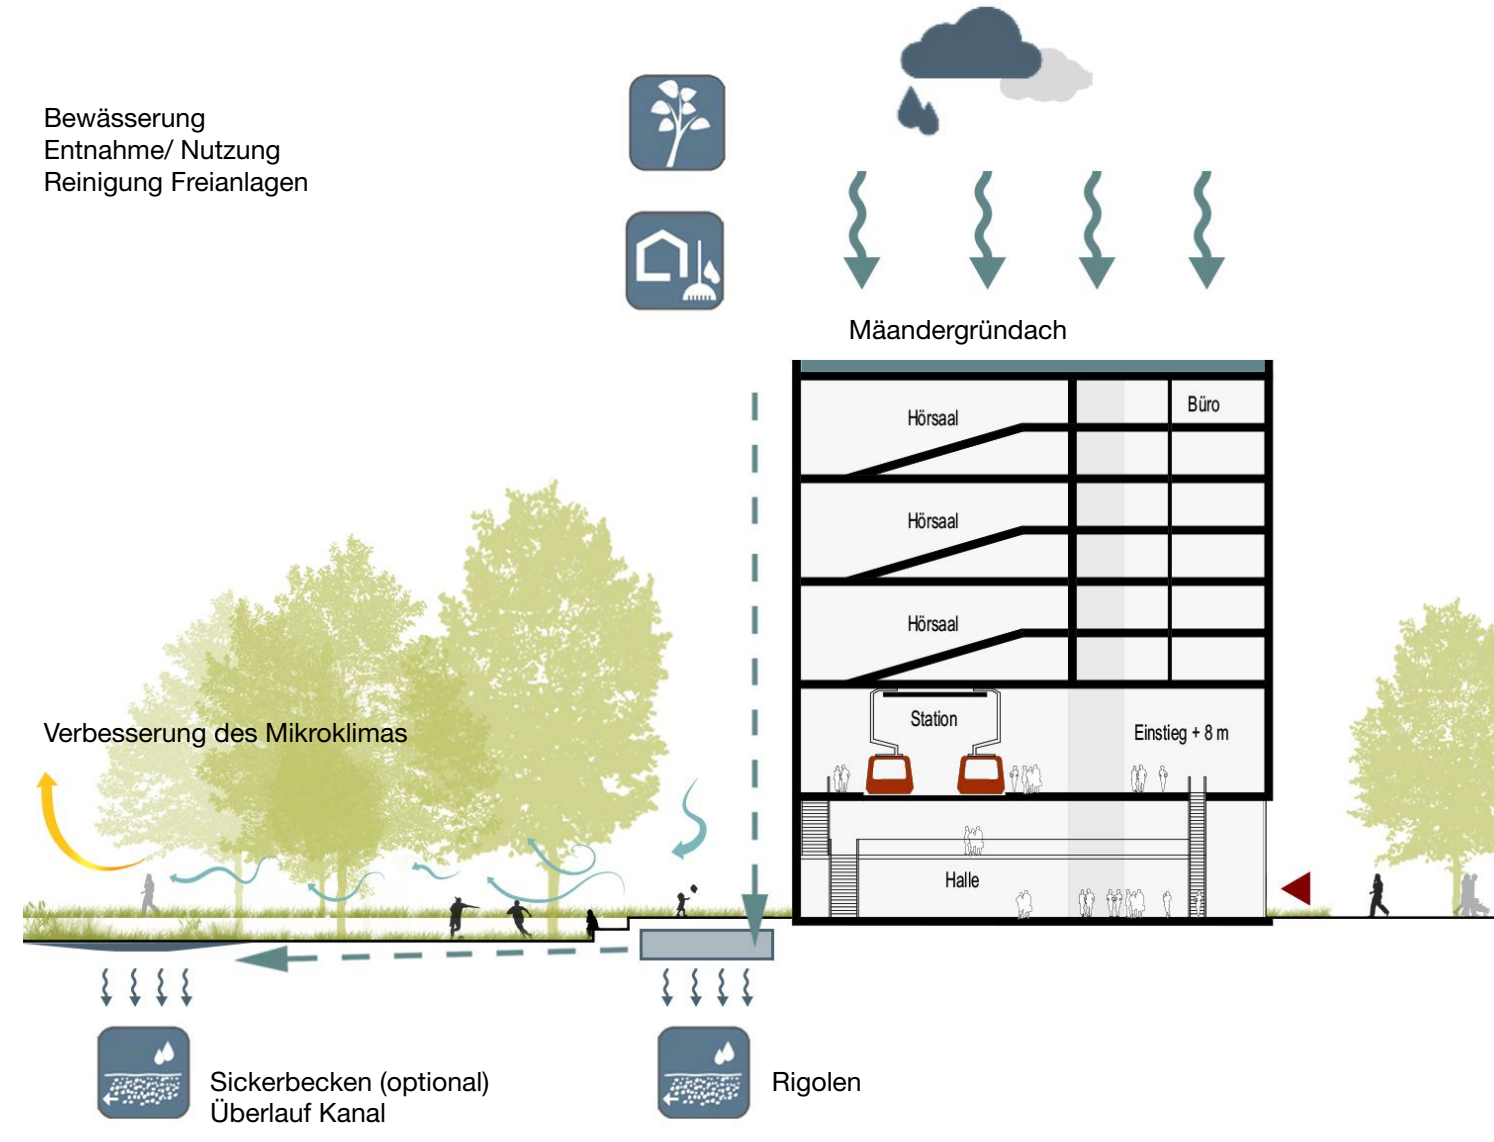 Bewässerung
Entnahme/ Nutzung
Reinigung Freianlagen
Mäandergründach
Hörsaal
Büro
Hörsaal
Hörsaal
Station
Einstieg + 8 m
Verbesserung des Mikroklimas
Halle
Sickerbecken (optional)
Überlauf Kanal
Rigolen